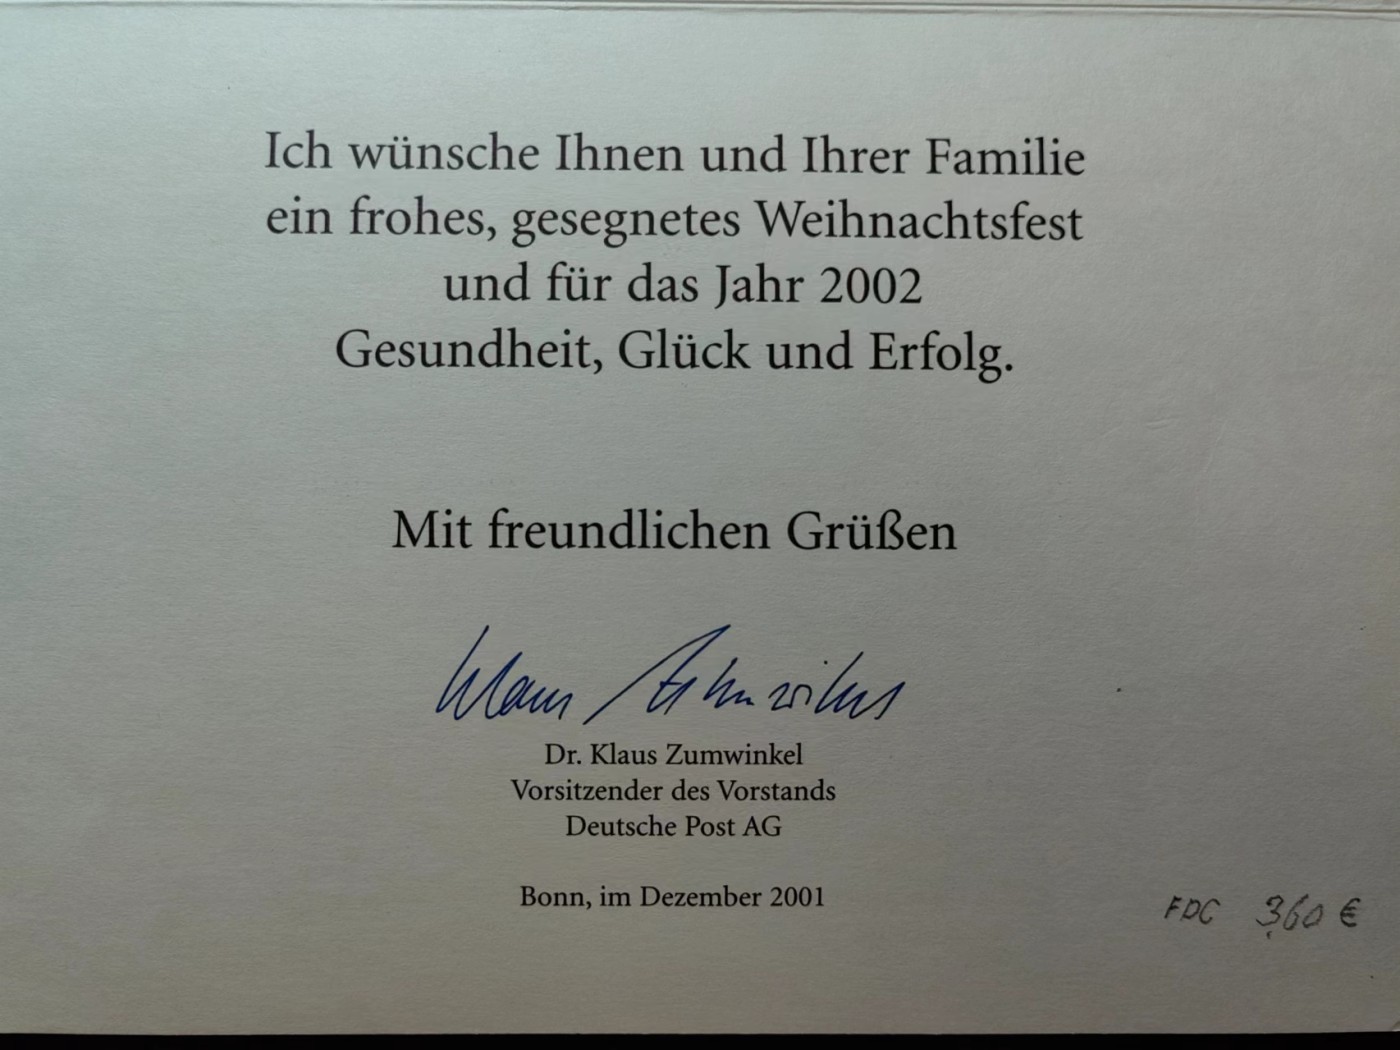 Ich wünsche Ihnen und Ihrer Familie
ein frohes, gesegnetes Weihnachtsfest
und für das Jahr 2002
Gesundheit, Glück und Erfolg.
Mit freundlichen Grüßen
Klaus Zumwinkel
Dr. Klaus Zumwinkel
Vorsitzender des Vorstands
Deutsche Post AG
Bonn, im Dezember 2001
FDC 3,60 €